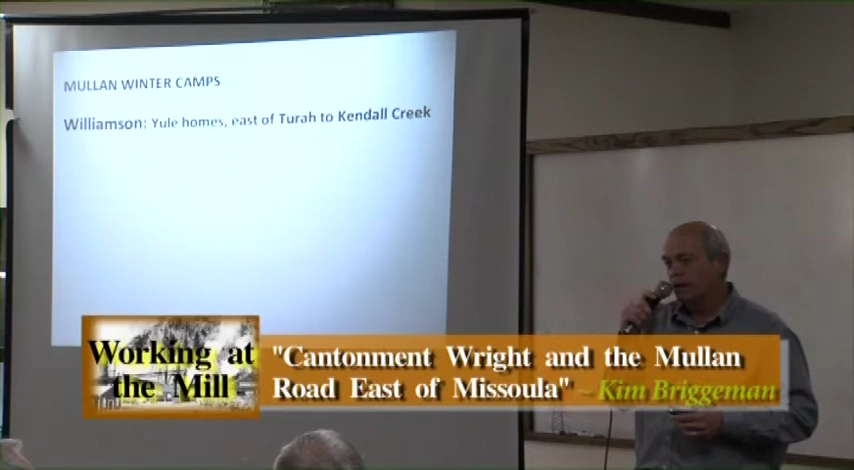 MULLAN WINTER CAMPS
Williamson: Yule homes, east of Turah to Kendall Creek
Working at
the Mill
"Cantonment Wright and the Mullan
Road East of Missoula" ~ Kim Briggeman